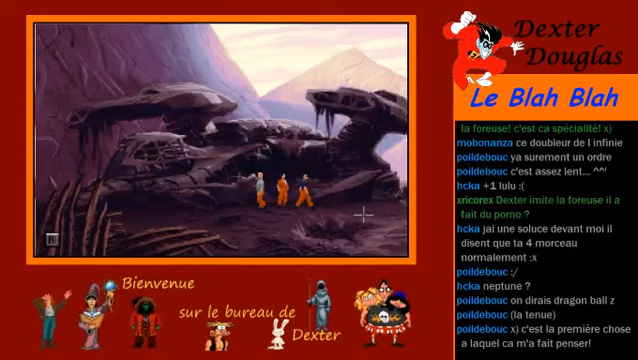 Dexter
Douglas
Le Blah Blah
la foreuse! c'est ca spécialité! x)
mobonanza ce doubleur de l infinie
poildebouc ya surement un ordre
poildebouc c'est assez lent... ^^'
hcka +1 lulu :(
xricorex Dexter imite la foreuse il a
fait du porno ?
hcka jai une soluce devant moi il
disent que ta 4 morceau
normalement :x
poildebouc :/
hcka neptune ?
poildebouc on dirais dragon ball z
poildebouc (la tenue)
poildebouc x) c'est la première chose
a laquel ca m'a fait penser!
Bienvenue
sur le bureau de
Dexter